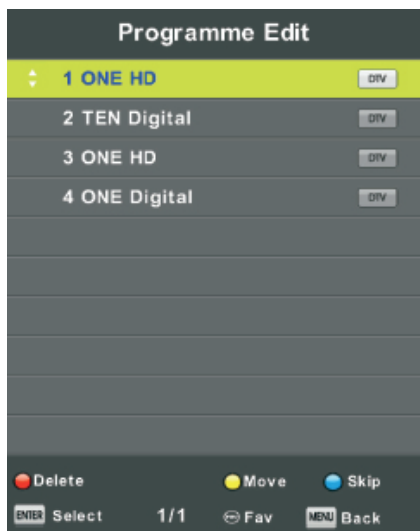 Programme Edit
1 ONE HD DTV
2 TEN Digital DTV
3 ONE HD DTV
4 ONE Digital DTV
Delete Move Skip
ENTER Select 1/1 Fav MENU Back